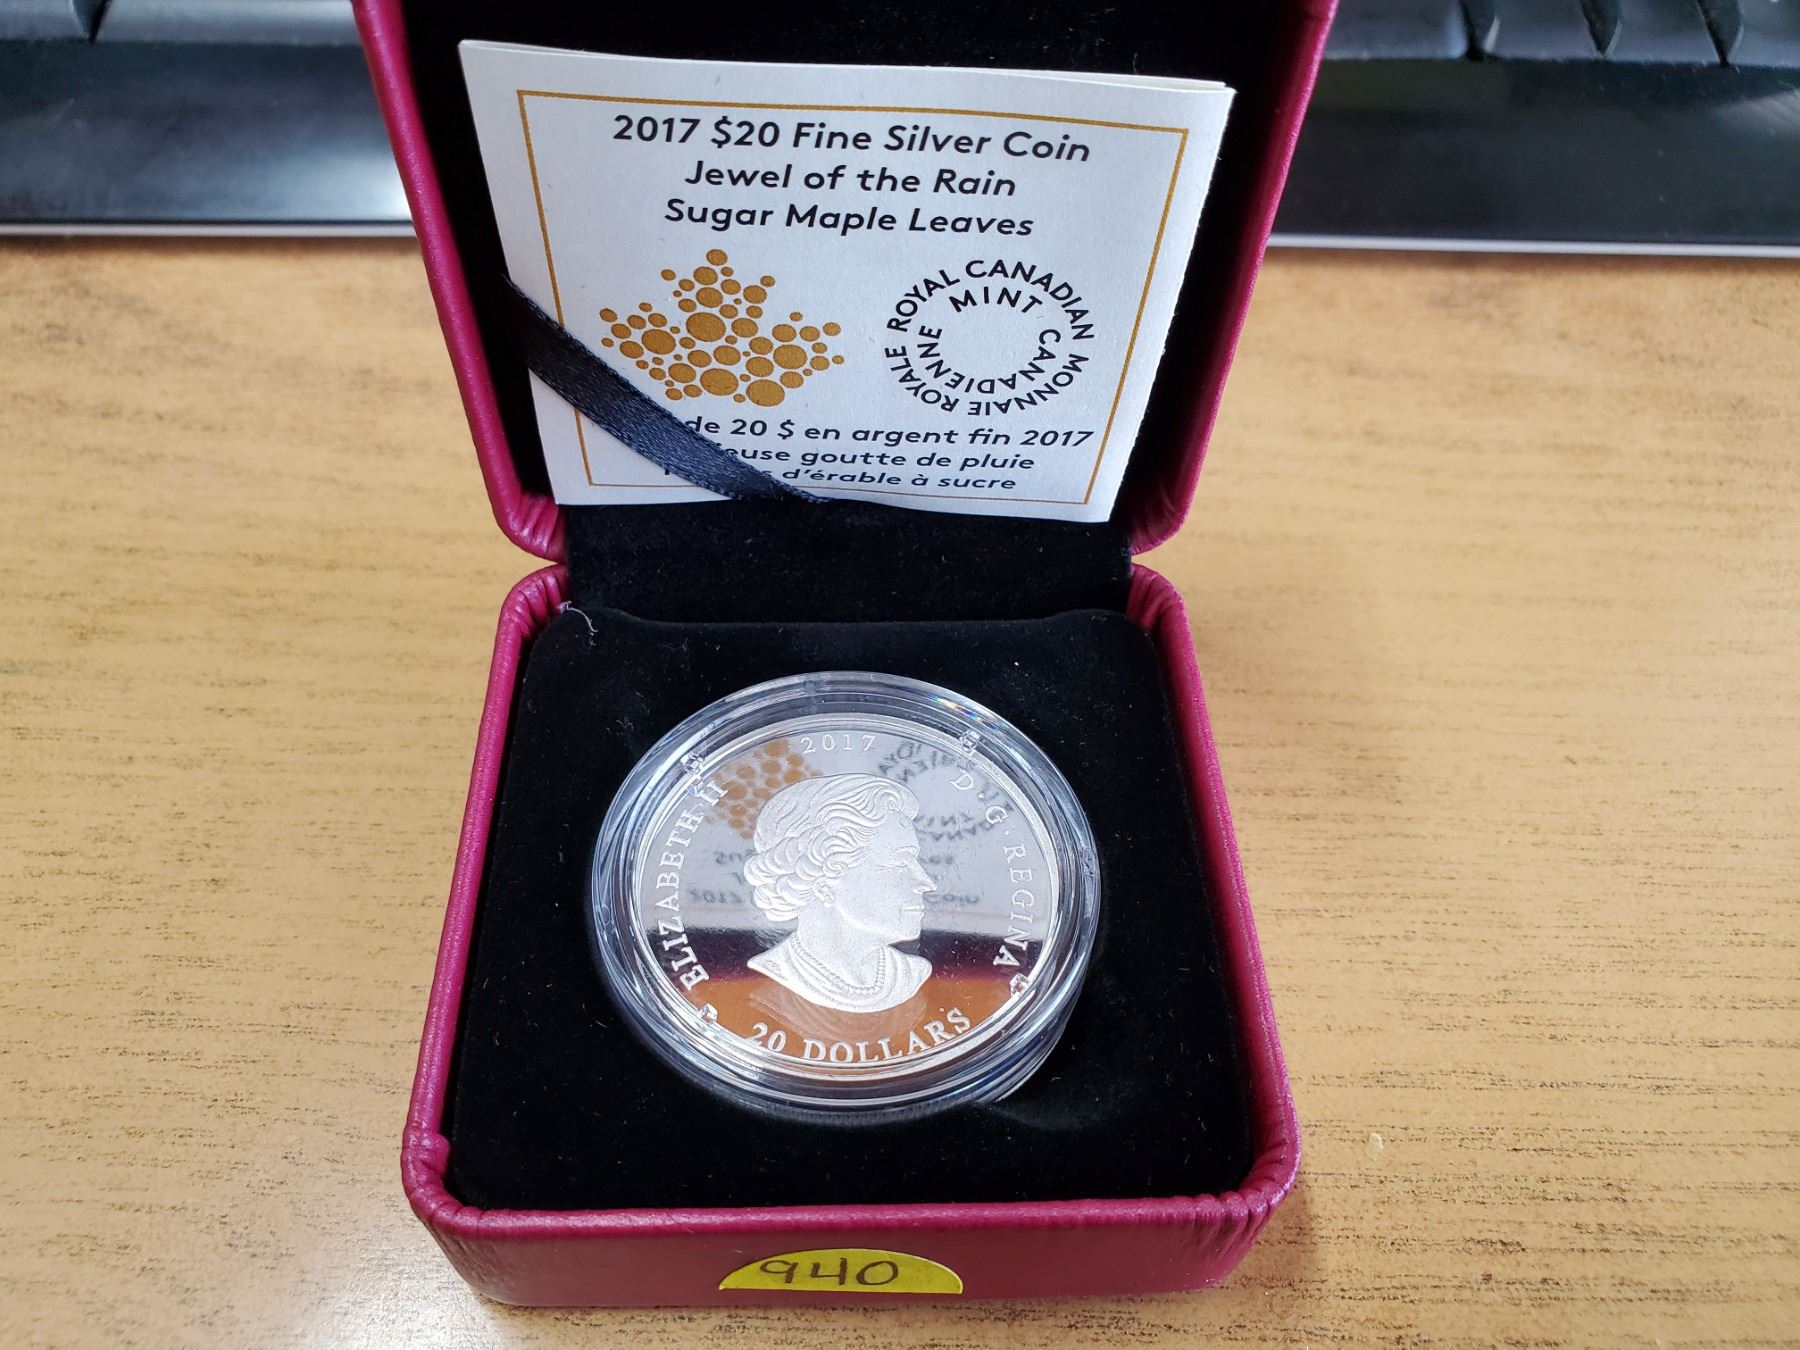 2017 $20 Fine Silver Coin
Jewel of the Rain
Sugar Maple Leaves
ROYAL CANADIAN MINT
MONNAIE ROYALE CANADIENNE
de 20 $ en argent fin 2017
goutte de pluie
d'érable à sucre
2017
ELIZABETH II
D·G·REGINA
20 DOLLARS
940